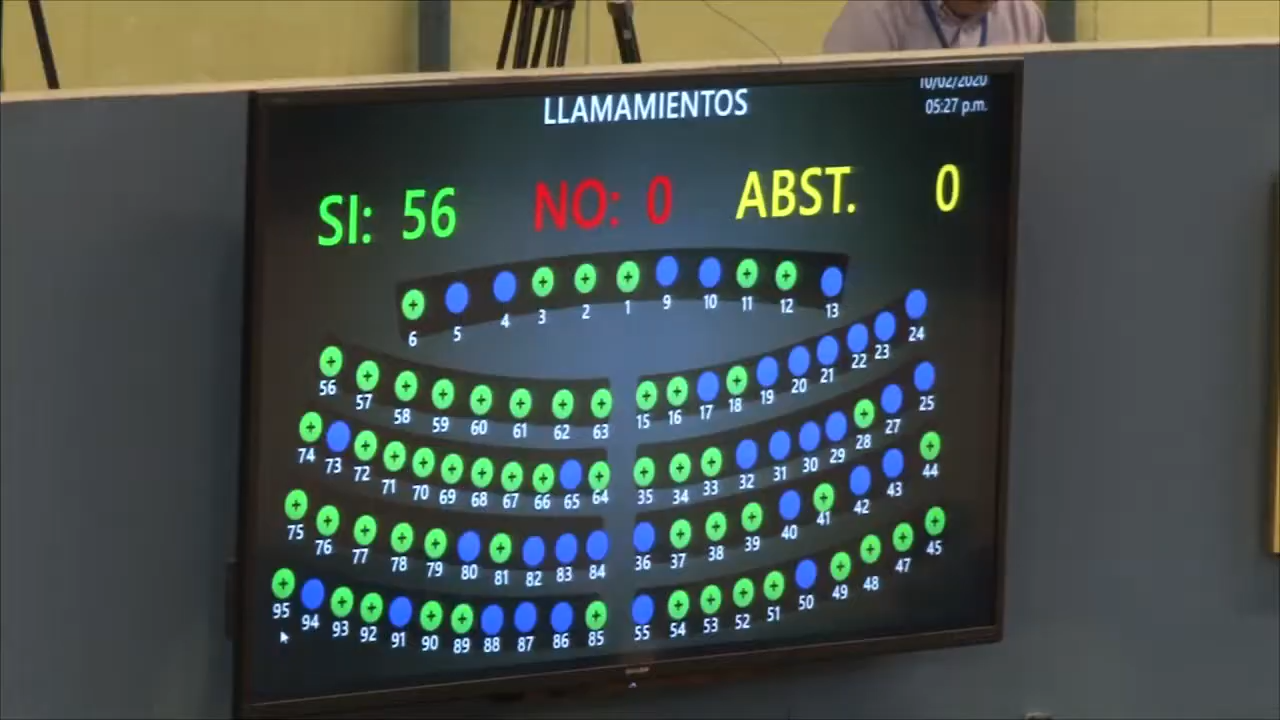 10/02/2020
LLAMAMIENTOS
05:27 p.m.
SI: 56 NO: 0 ABST. 0
6 5 4 3 2 1 9 10 11 12 13
56 57 58 59 60 61 62 63 15 16 17 18 19 20 21 22 23 24
74 73 72 71 70 69 68 67 66 65 64 35 34 33 32 31 30 29 28 27 25
75 76 77 78 79 80 81 82 83 84 36 37 38 39 40 41 42 43 44
95 94 93 92 91 90 89 88 87 86 85 55 54 53 52 51 50 49 48 47 45